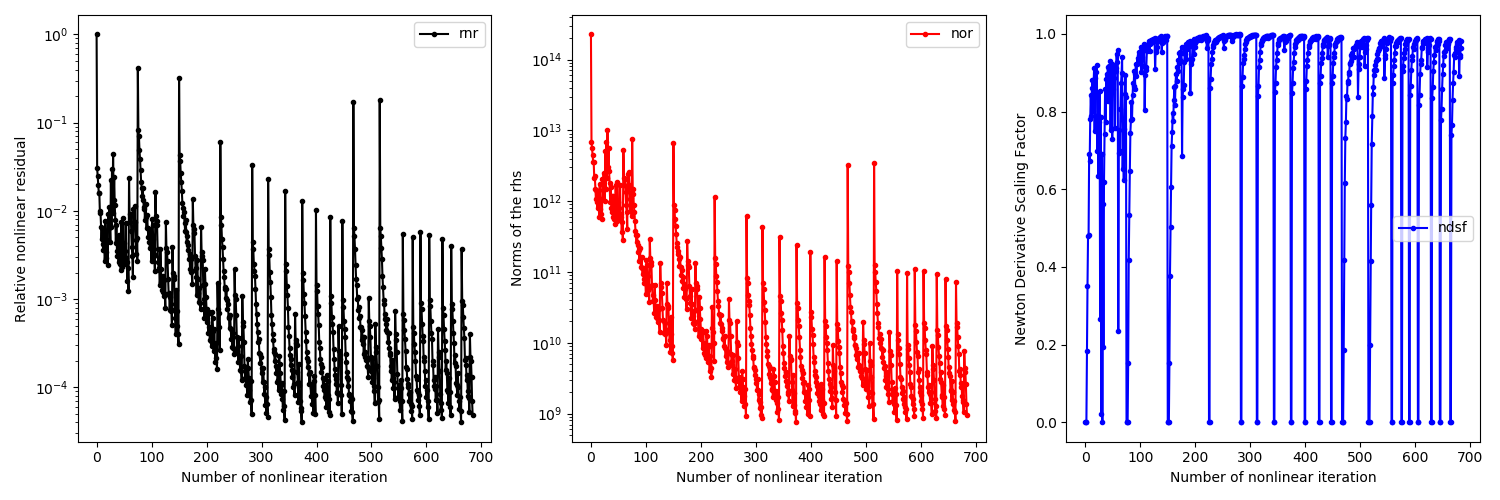 Relative nonlinear residual
10⁰
10⁻¹
10⁻²
10⁻³
10⁻⁴
0 100 200 300 400 500 600 700
Number of nonlinear iteration
rnr
Norms of the rhs
10¹⁴
10¹³
10¹²
10¹¹
10¹⁰
10⁹
0 100 200 300 400 500 600 700
Number of nonlinear iteration
nor
Newton Derivative Scaling Factor
1.0
0.8
0.6
0.4
0.2
0.0
0 100 200 300 400 500 600 700
Number of nonlinear iteration
ndsf